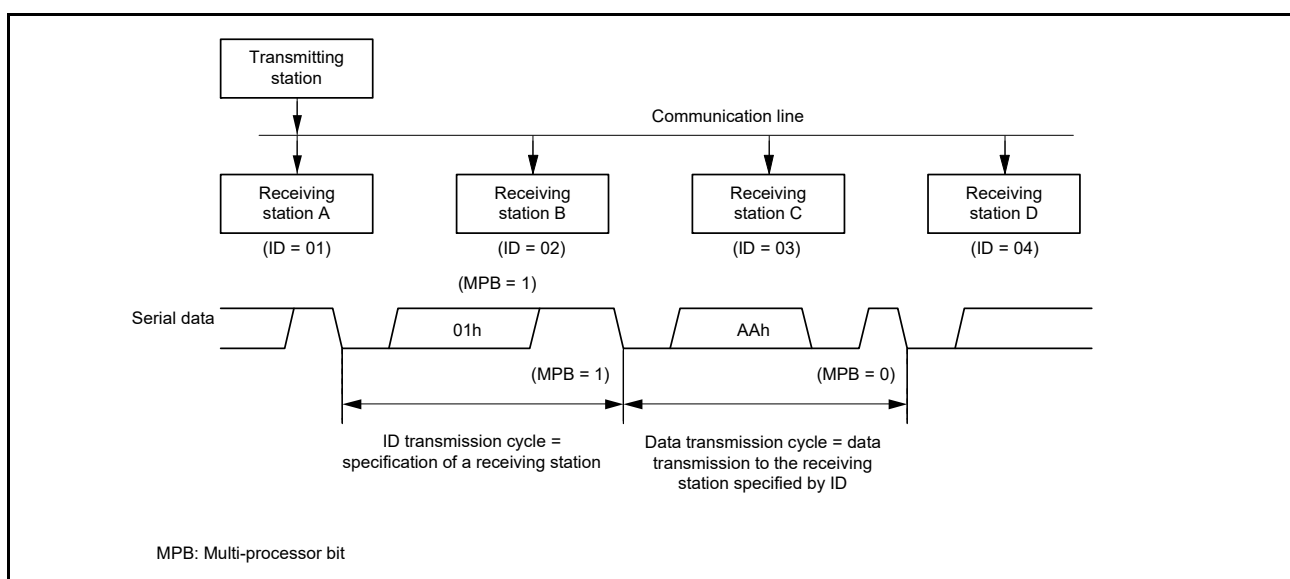 Transmitting
station
Communication line
Receiving
station A
Receiving
station B
Receiving
station C
Receiving
station D
(ID = 01)
(ID = 02)
(ID = 03)
(ID = 04)
(MPB = 1)
Serial data
01h
AAh
(MPB = 1)
(MPB = 0)
ID transmission cycle =
specification of a receiving station
Data transmission cycle = data
transmission to the receiving
station specified by ID
MPB: Multi-processor bit